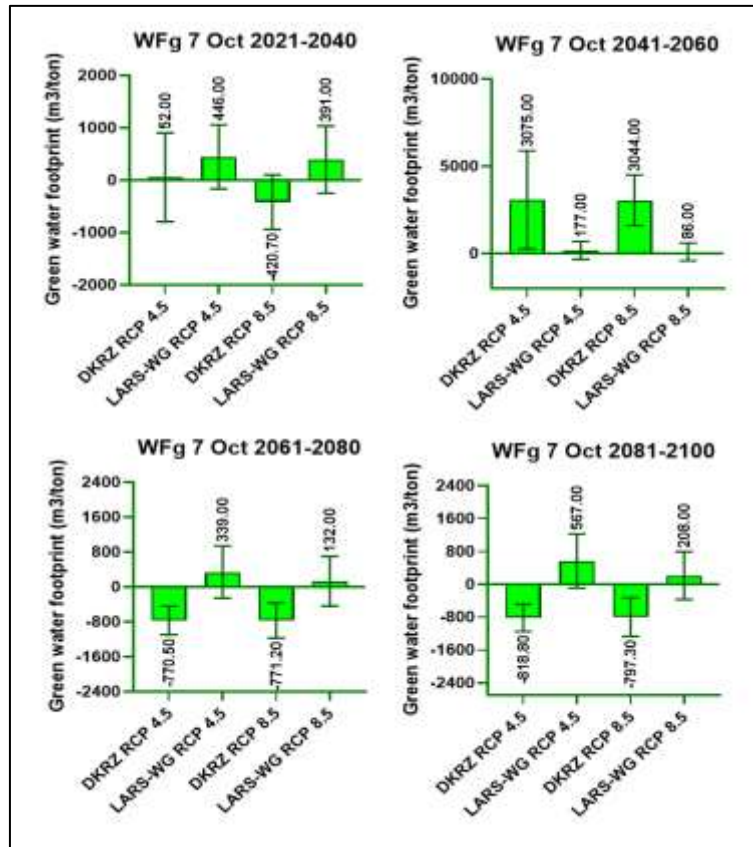 WFg 7 Oct 2021-2040
Green water footprint (m3/ton)
2000
1000
0
-1000
-2000
52.00
446.00
-420.70
391.00
DKRZ RCP 4.5
LARS-WG RCP 4.5
DKRZ RCP 8.5
LARS-WG RCP 8.5
WFg 7 Oct 2041-2060
Green water footprint (m3/ton)
10000
5000
0
3075.00
177.00
3044.00
86.00
DKRZ RCP 4.5
LARS-WG RCP 4.5
DKRZ RCP 8.5
LARS-WG RCP 8.5
WFg 7 Oct 2061-2080
Green water footprint (m3/ton)
2400
1600
800
0
-800
-1600
-2400
-770.50
339.00
-771.20
132.00
DKRZ RCP 4.5
LARS-WG RCP 4.5
DKRZ RCP 8.5
LARS-WG RCP 8.5
WFg 7 Oct 2081-2100
Green water footprint (m3/ton)
2400
1600
800
0
-800
-1600
-2400
-818.80
567.00
-797.30
208.00
DKRZ RCP 4.5
LARS-WG RCP 4.5
DKRZ RCP 8.5
LARS-WG RCP 8.5